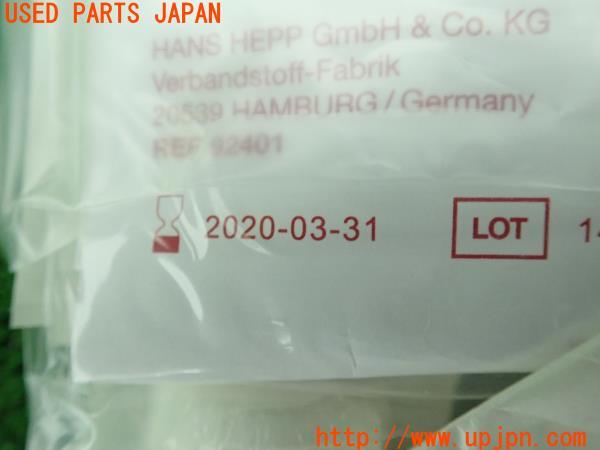 USED PARTS JAPAN
HANS HEPP GmbH & Co. KG
Verbandstoff-Fabrik
20539 HAMBURG / Germany
REF 92401
2020-03-31
LOT
http://www.upjpn.com